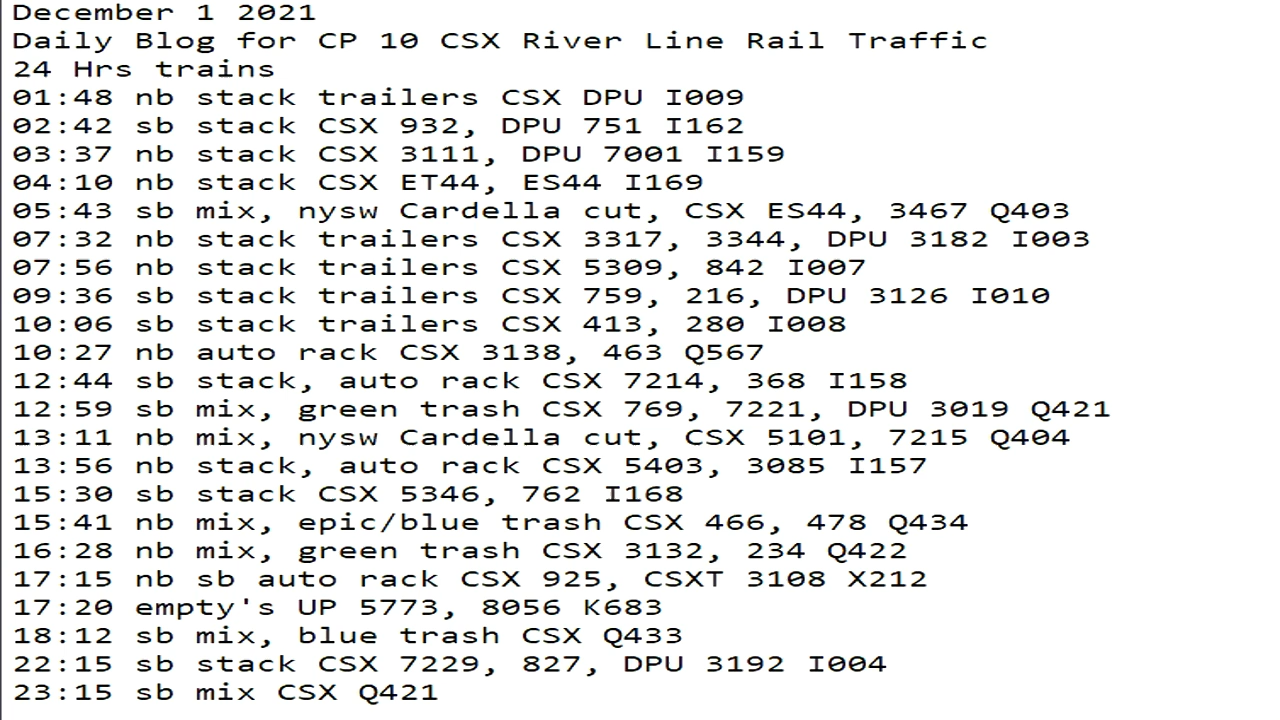 December 1 2021
Daily Blog for CP 10 CSX River Line Rail Traffic
24 Hrs trains
01:48 nb stack trailers CSX DPU I009
02:42 sb stack CSX 932, DPU 751 I162
03:37 nb stack CSX 3111, DPU 7001 I159
04:10 nb stack CSX ET44, ES44 I169
05:43 sb mix, nysw Cardella cut, CSX ES44, 3467 Q403
07:32 nb stack trailers CSX 3317, 3344, DPU 3182 I003
07:56 nb stack trailers CSX 5309, 842 I007
09:36 sb stack trailers CSX 759, 216, DPU 3126 I010
10:06 sb stack trailers CSX 413, 280 I008
10:27 nb auto rack CSX 3138, 463 Q567
12:44 sb stack, auto rack CSX 7214, 368 I158
12:59 sb mix, green trash CSX 769, 7221, DPU 3019 Q421
13:11 nb mix, nysw Cardella cut, CSX 5101, 7215 Q404
13:56 nb stack, auto rack CSX 5403, 3085 I157
15:30 sb stack CSX 5346, 762 I168
15:41 nb mix, epic/blue trash CSX 466, 478 Q434
16:28 nb mix, green trash CSX 3132, 234 Q422
17:15 nb sb auto rack CSX 925, CSXT 3108 X212
17:20 empty's UP 5773, 8056 K683
18:12 sb mix, blue trash CSX Q433
22:15 sb stack CSX 7229, 827, DPU 3192 I004
23:15 sb mix CSX Q421